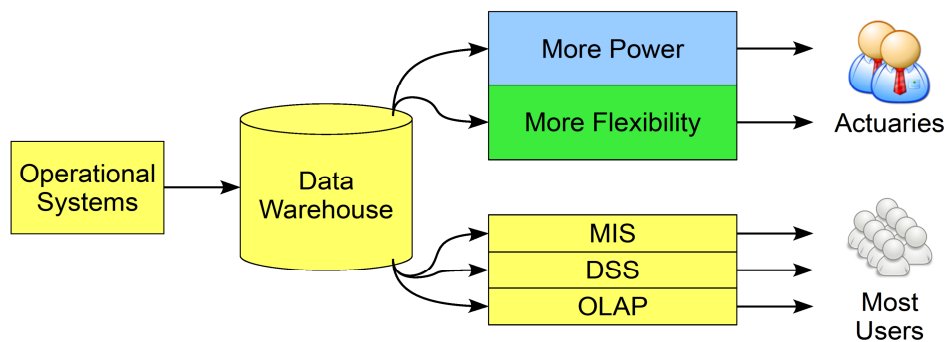 Operational
Systems
Data
Warehouse
More Power
More Flexibility
Actuaries
MIS
DSS
OLAP
Most
Users